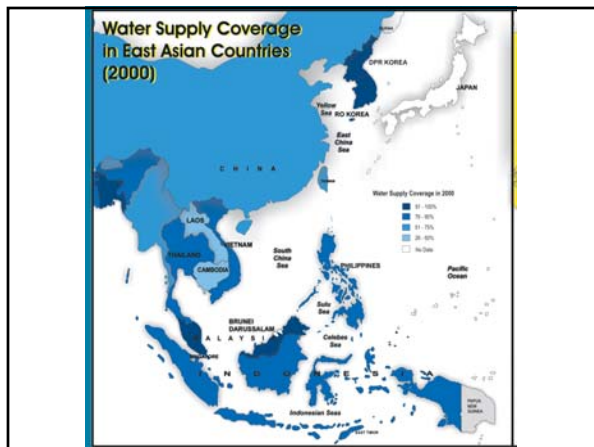 Water Supply Coverage
in East Asian Countries
(2000)
DPR KOREA
JAPAN
RO KOREA
Yellow
Sea
East
China
Sea
C H I N A
Water Supply Coverage in 2000
91 - 100%
76 - 90%
51 - 75%
No Data
LAOS
THAILAND
VIETNAM
CAMBODIA
South
China
Sea
PHILIPPINES
Pacific
Ocean
Sulu
Sea
BRUNEI
DARUSSALAM
M A L A Y S I A
Celebes
Sea
SINGAPORE
I N D O N E S I A
PAPUA
NEW
GUINEA
Indonesian Seas
EAST TIMOR